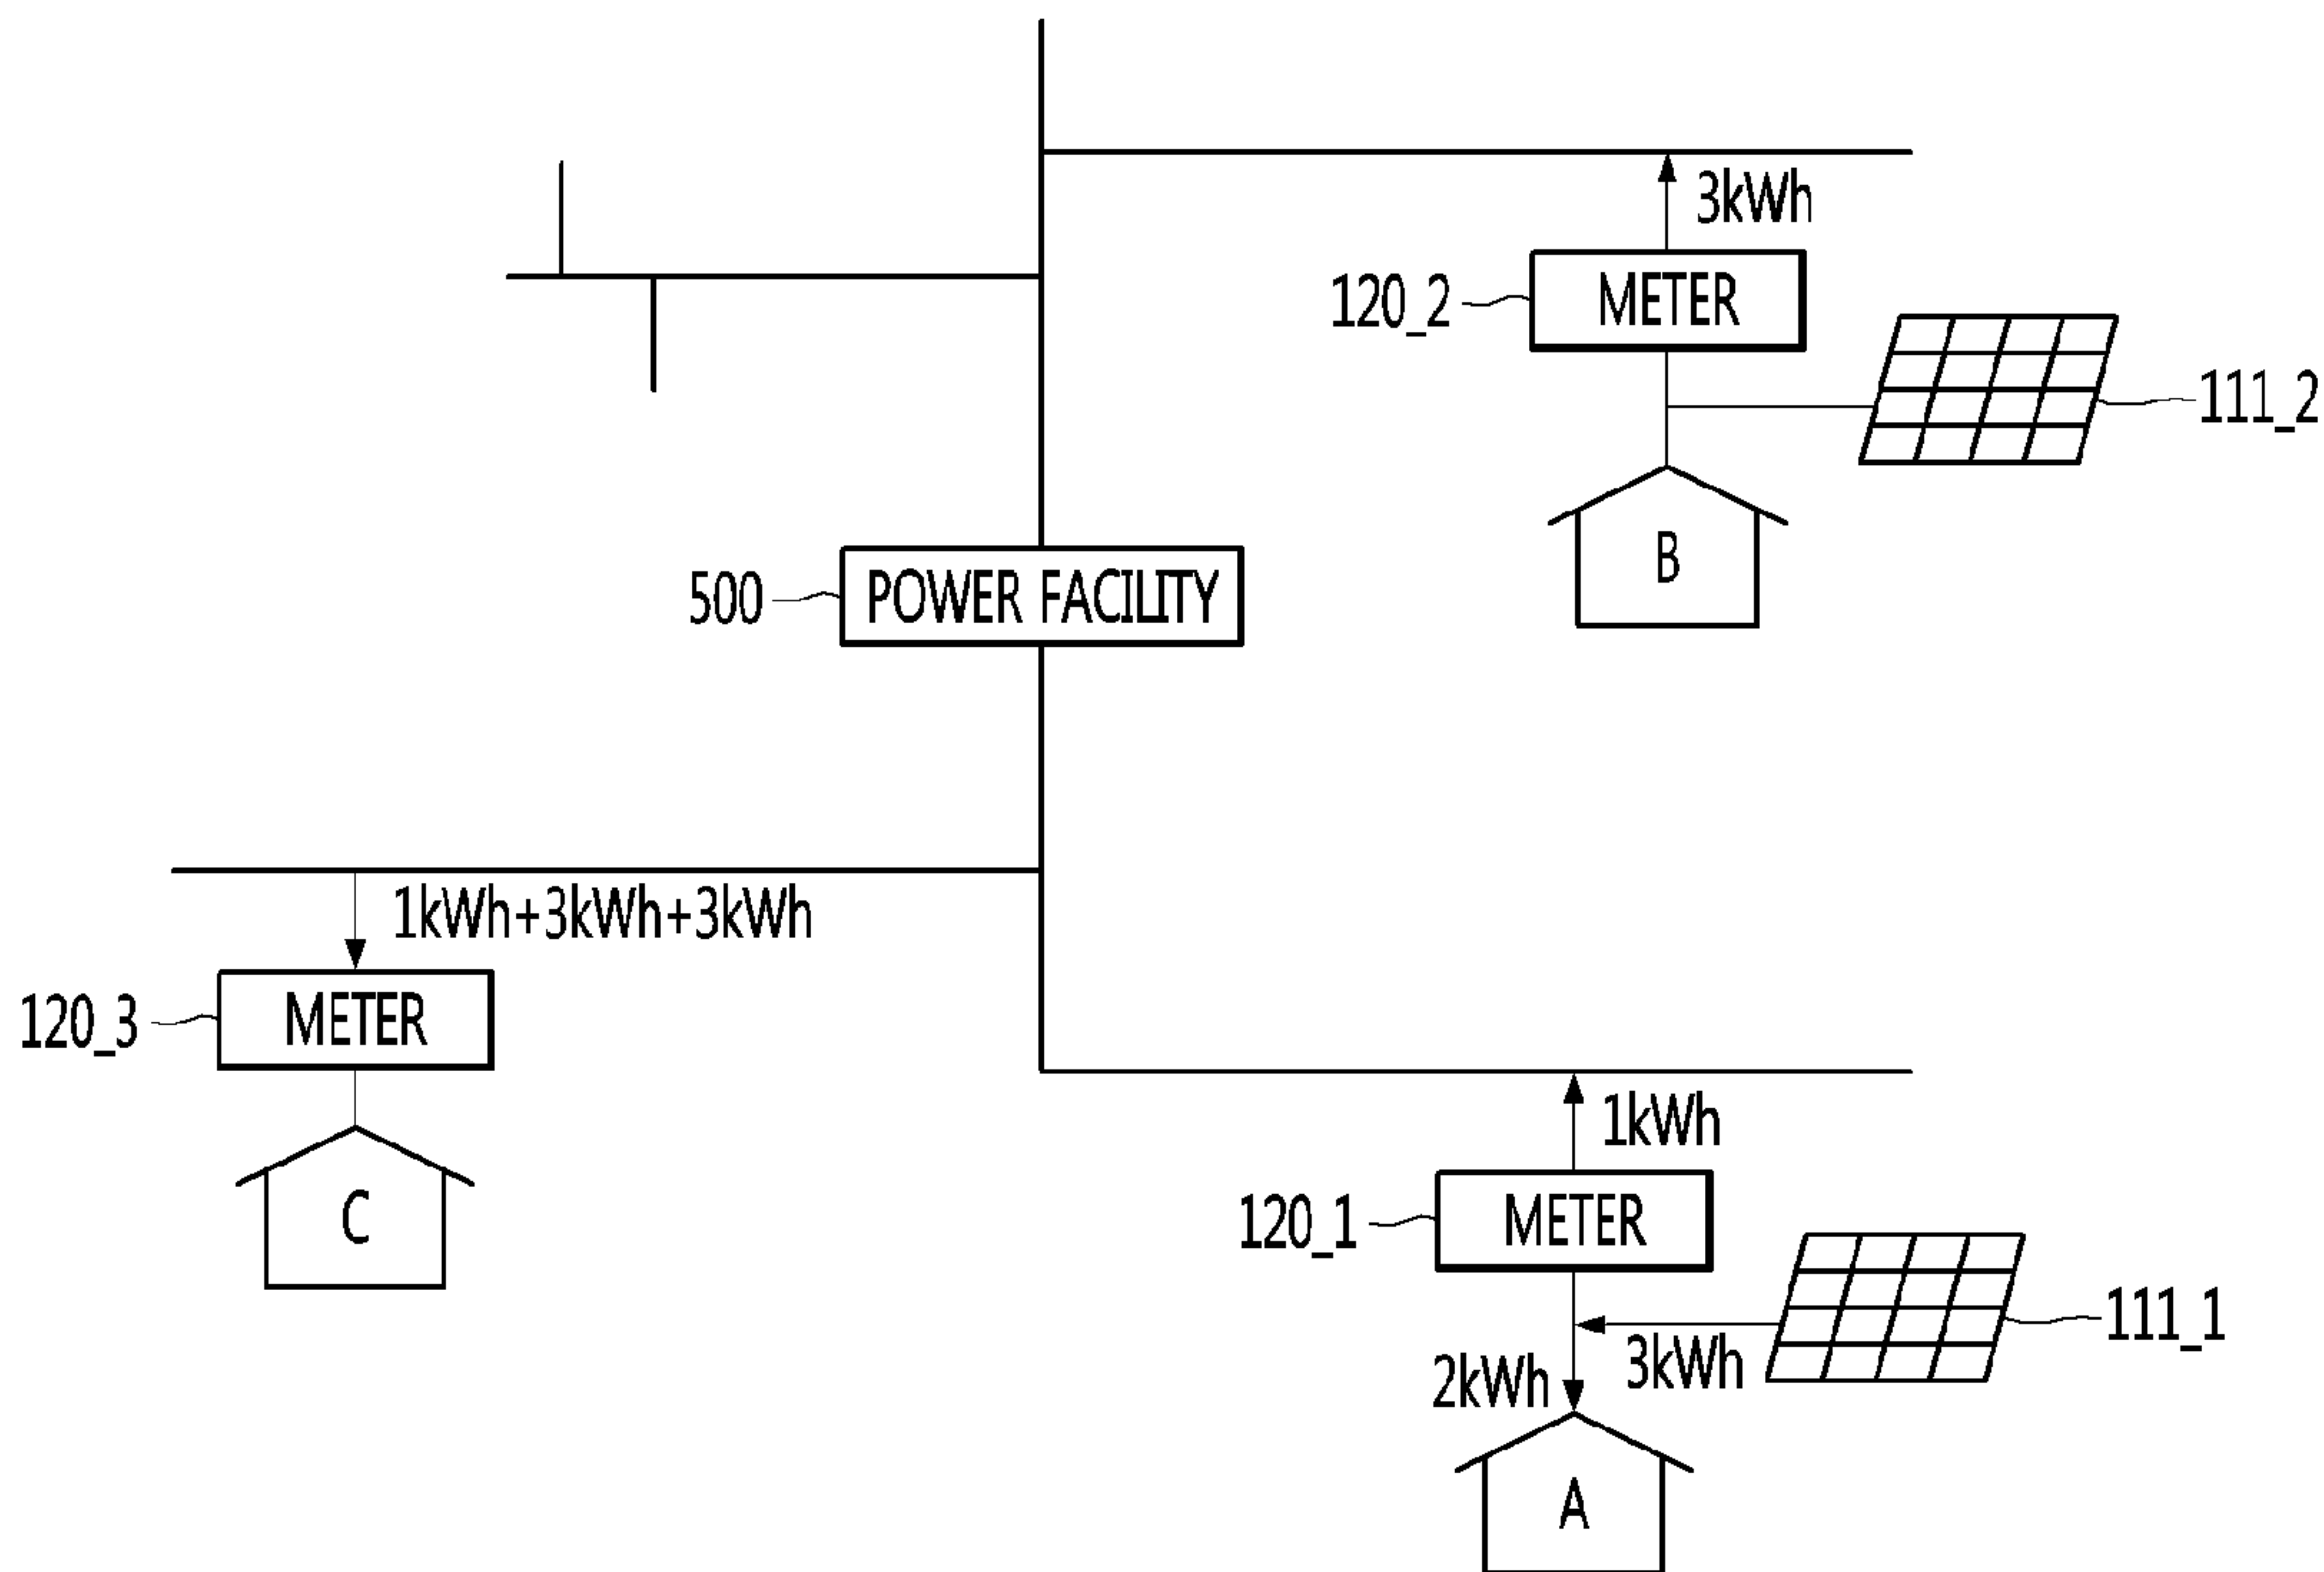 3kWh
120_2
METER
111_2
B
500
POWER FACILITY
1kWh+3kWh+3kWh
120_3
METER
C
1kWh
120_1
METER
111_1
3kWh
2kWh
A